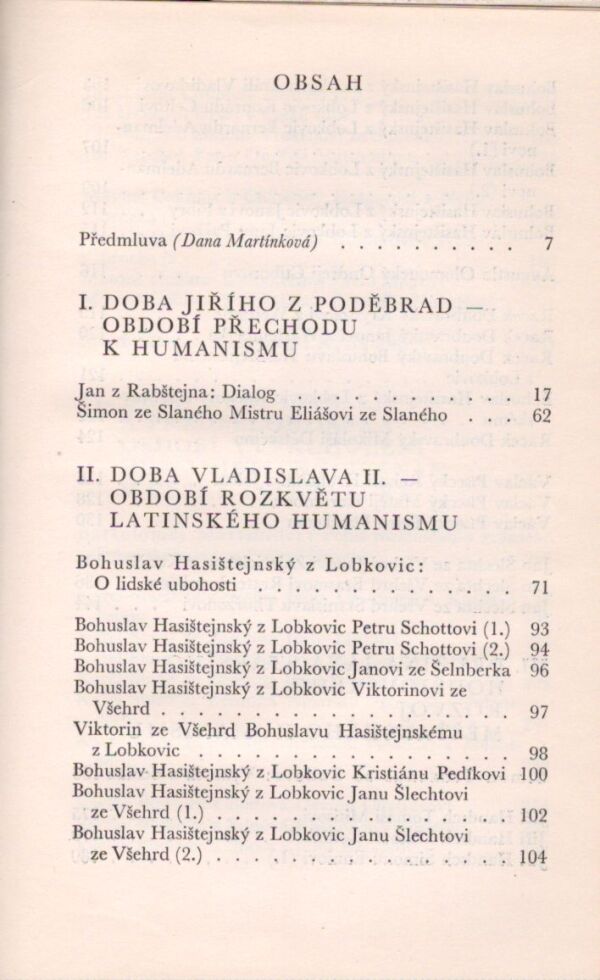 OBSAH
Předmluva (Dana Martínková) . . . . . . . . . . 7
I. DOBA JIŘÍHO Z PODĚBRAD –
OBDOBÍ PŘECHODU
K HUMANISMU
Jan z Rabštejna: Dialog . . . . . . . . . . . . 17
Šimon ze Slaného Mistru Eliášovi ze Slaného . . . 62
II. DOBA VLADISLAVA II. –
OBDOBÍ ROZKVĚTU
LATINSKÉHO HUMANISMU
Bohuslav Hasištejnský z Lobkovic:
O lidské ubohosti . . . . . . . . . . . . . 71
Bohuslav Hasištejnský z Lobkovic Petru Schottovi (1.) 93
Bohuslav Hasištejnský z Lobkovic Petru Schottovi (2.) 94
Bohuslav Hasištejnský z Lobkovic Janovi ze Šelnberka 96
Bohuslav Hasištejnský z Lobkovic Viktorinovi ze
Všehrd . . . . . . . . . . . . . . . . . 97
Viktorin ze Všehrd Bohuslavu Hasištejnskému
z Lobkovic . . . . . . . . . . . . . . . 98
Bohuslav Hasištejnský z Lobkovic Kristiánu Pedíkovi 100
Bohuslav Hasištejnský z Lobkovic Janu Šlechtovi
ze Všehrd (1.) . . . . . . . . . . . . . . 102
Bohuslav Hasištejnský z Lobkovic Janu Šlechtovi
ze Všehrd (2.) . . . . . . . . . . . . . . 104